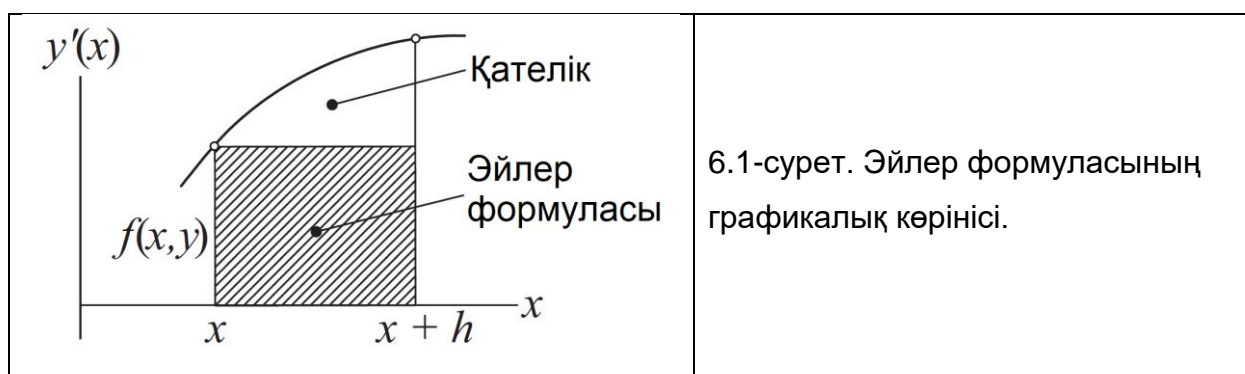 y'(x)
Қателік
Эйлер
формуласы
f(x,y)
x
x
x + h
6.1-сурет. Эйлер формуласының
графикалық көрінісі.